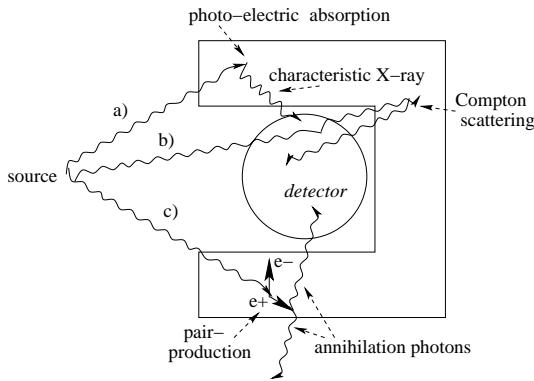 photo-electric absorption
characteristic X-ray
a)
Compton
scattering
b)
source
detector
c)
e-
e+
pair-
production
annihilation photons